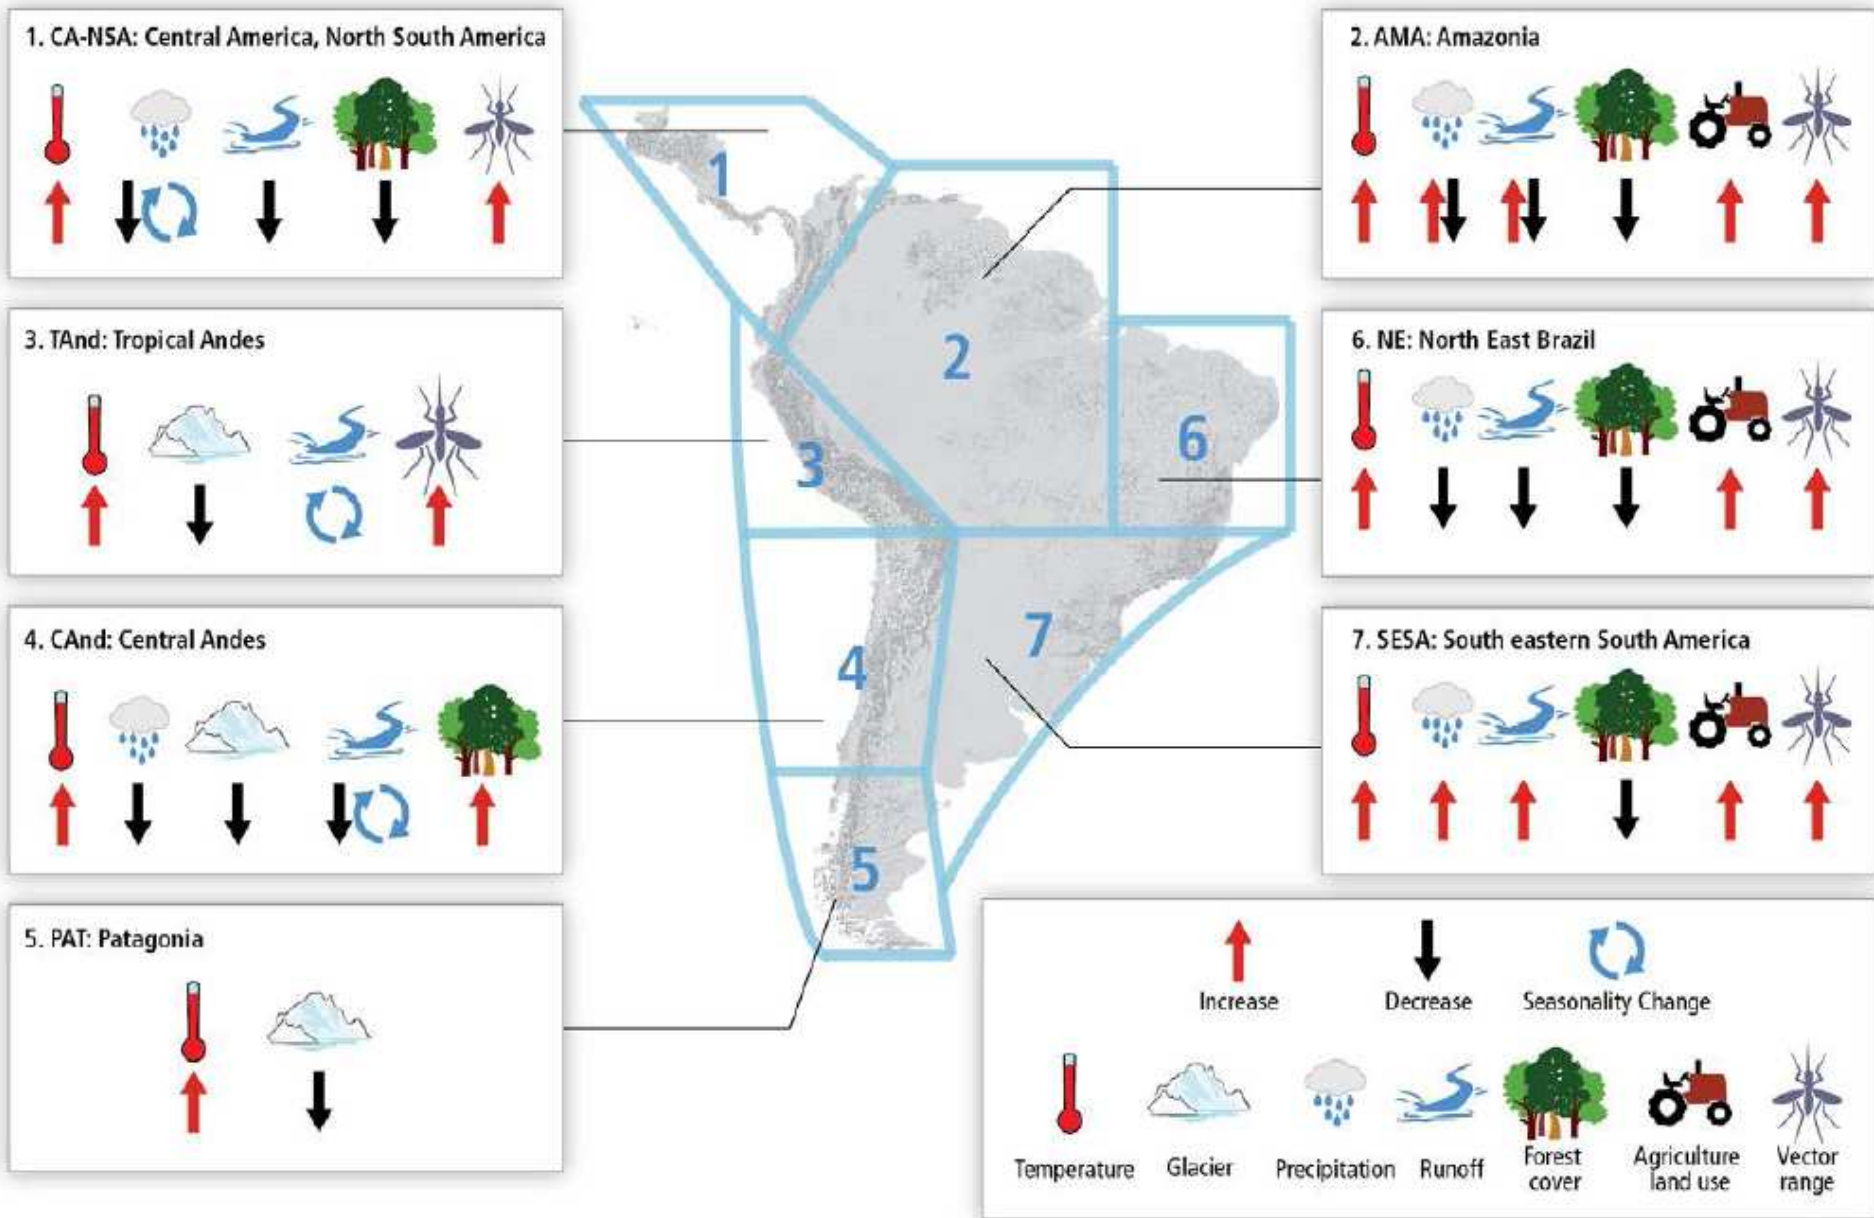 1. CA-NSA: Central America, North South America
2. AMA: Amazonia
3. TAnd: Tropical Andes
6. NE: North East Brazil
4. CAnd: Central Andes
7. SESA: South eastern South America
5. PAT: Patagonia
1
2
3
6
4
7
5
Increase
Decrease
Seasonality Change
Temperature
Glacier
Precipitation
Runoff
Forest
cover
Agriculture
land use
Vector
range